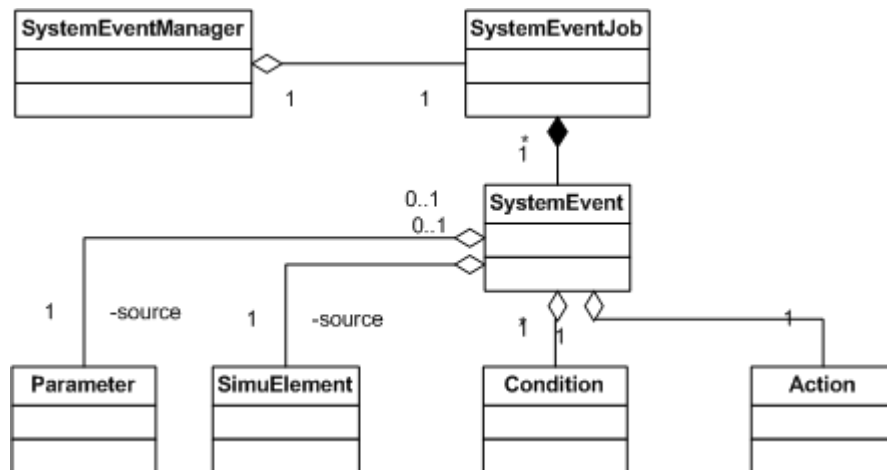 SystemEventManager
SystemEventJob
1
1
*
1
0..1
SystemEvent
0..1
1
-source
1
-source
*
1
1
1
Parameter
SimuElement
Condition
Action